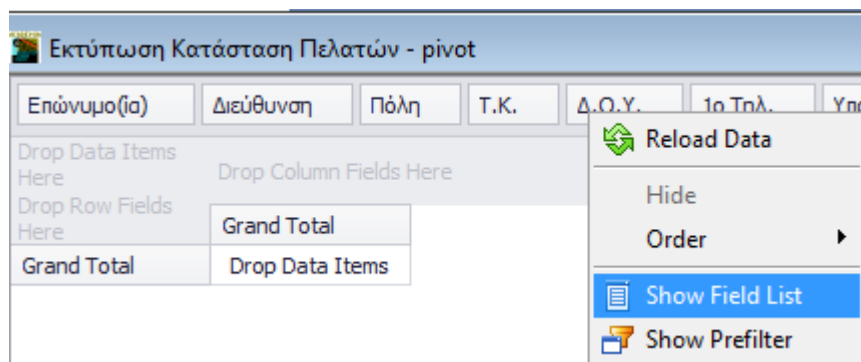 Εκτύπωση Κατάσταση Πελατών - pivot
Επώνυμο(ία) Διεύθυνση Πόλη Τ.Κ. Δ.Ο.Υ. 1ο Τηλ.
Drop Data Items
Here
Drop Column Fields Here
Drop Row Fields
Here
Grand Total
Grand Total Drop Data Items
Reload Data
Hide
Order
Show Field List
Show Prefilter